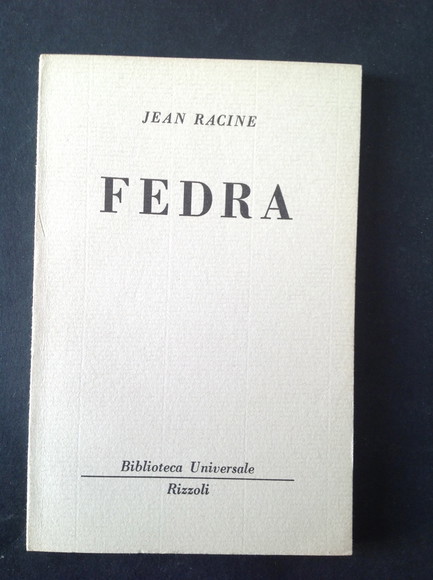 JEAN RACINE
FEDRA
Biblioteca Universale
Rizzoli